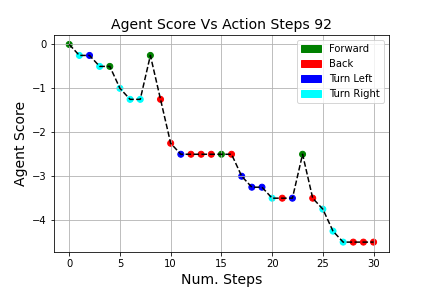 Agent Score Vs Action Steps 92
Agent Score
0
−1
−2
−3
−4
Forward
Back
Turn Left
Turn Right
0 5 10 15 20 25 30
Num. Steps